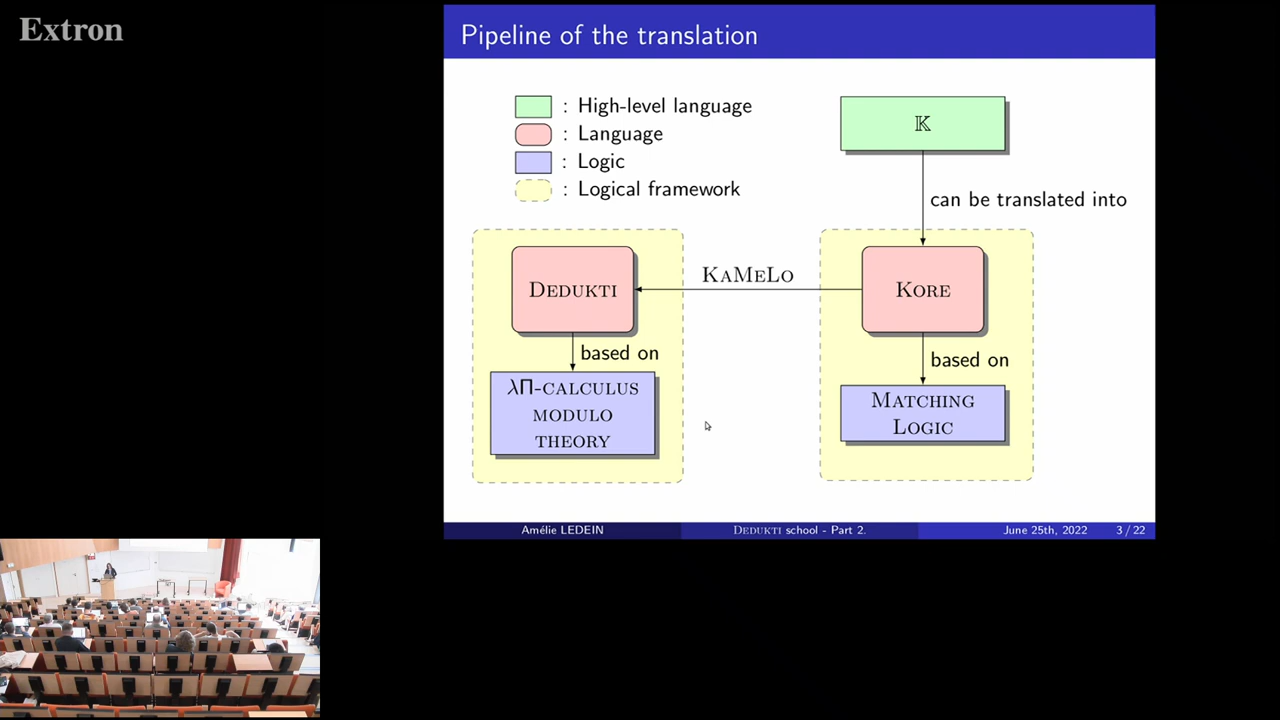 Extron
Pipeline of the translation
: High-level language
: Language
: Logic
: Logical framework
𝕂
can be translated into
DEDUKTI
KAMELO
KORE
based on
based on
λΠ-CALCULUS
MODULO
THEORY
MATCHING
LOGIC
Amélie LEDEIN
DEDUKTI school - Part 2.
June 25th, 2022
3 / 22